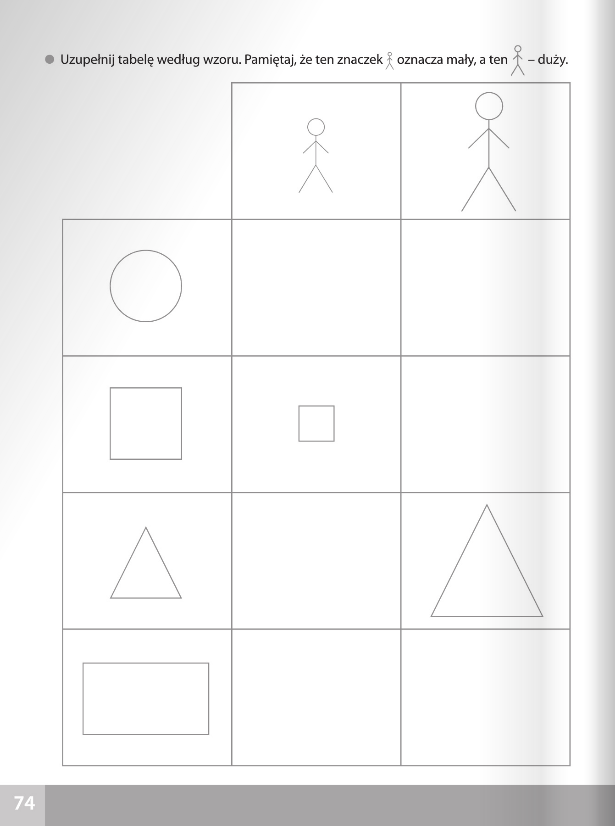 Uzupełnij tabelę według wzoru. Pamiętaj, że ten znaczek oznacza mały, a ten – duży.
74